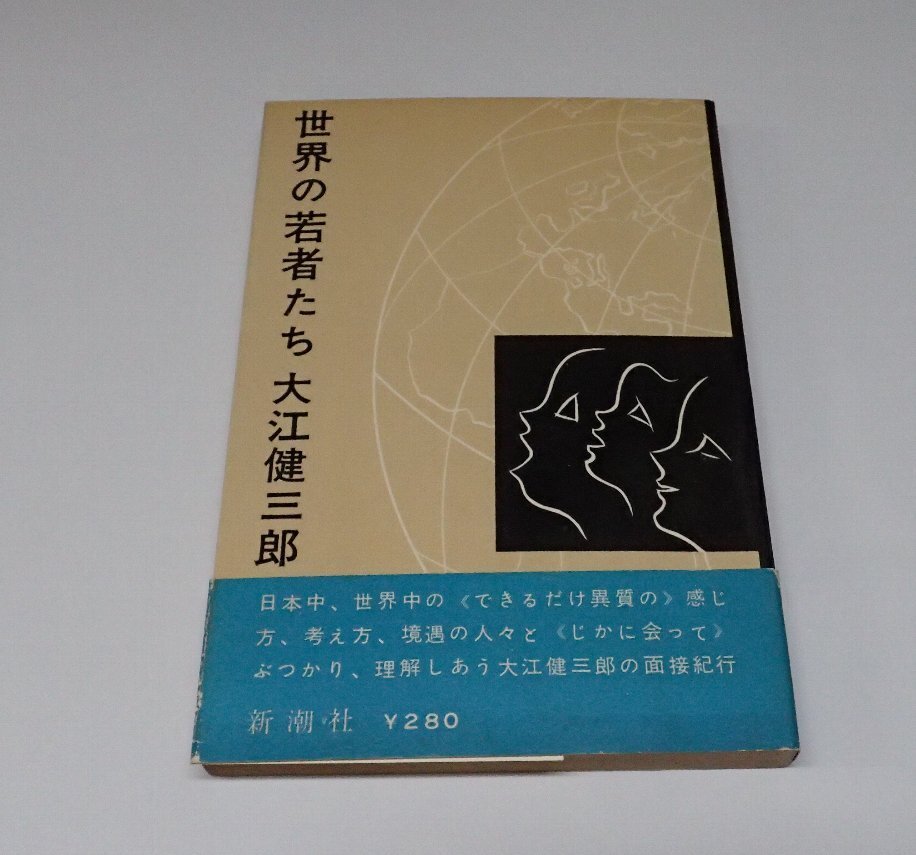 世界の若者たち 大江健三郎
日本中、世界中の《できるだけ異質の》感じ
方、考え方、境遇の人々と《じかに会って》
ぶつかり、理解しあう大江健三郎の面接紀行
新潮社 ¥280